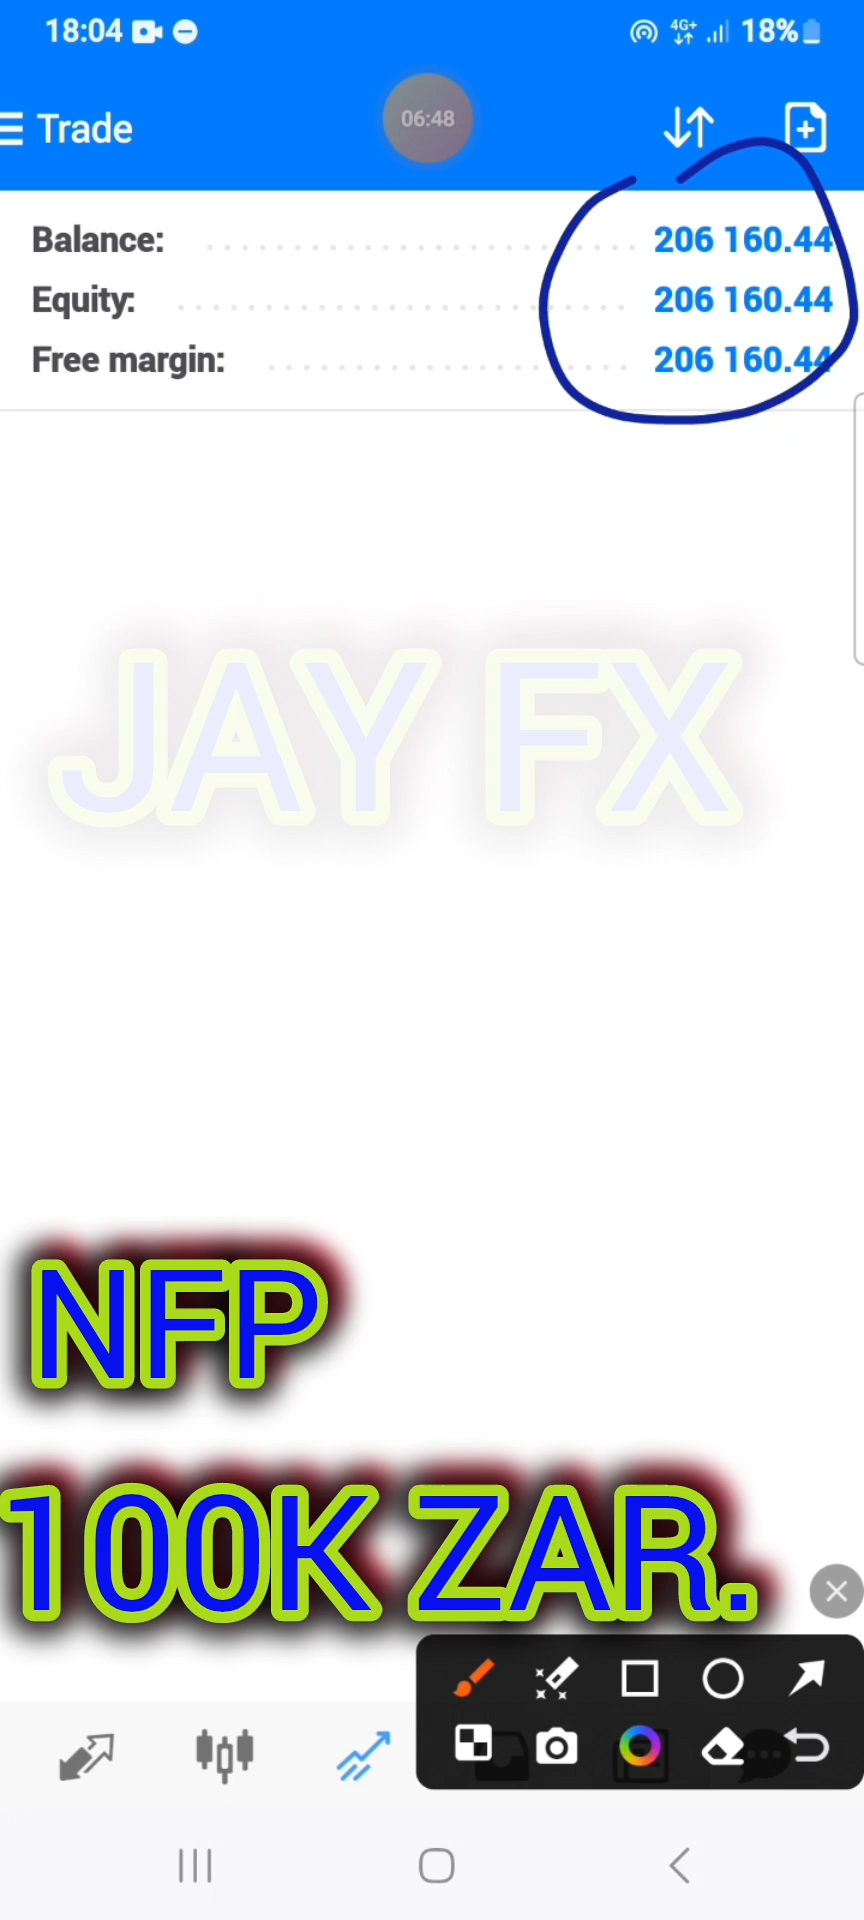 18:04 4G+ 18%
Trade
06:48
Balance: 206 160.44
Equity: 206 160.44
Free margin: 206 160.44
JAY FX
NFP
100K ZAR.